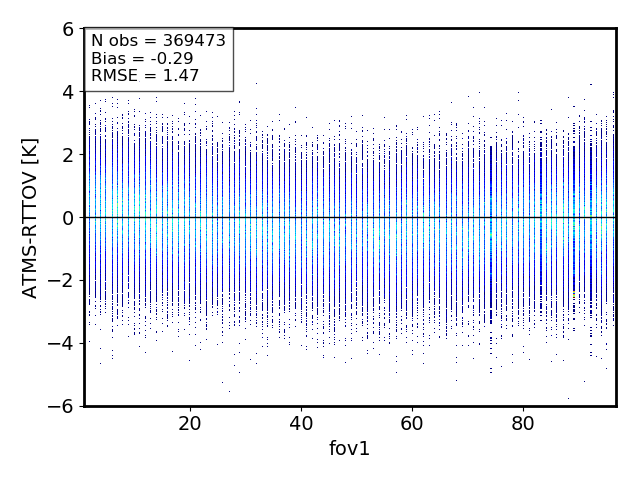 N obs = 369473
Bias = -0.29
RMSE = 1.47
6
4
2
0
−2
−4
−6
ATMS-RTTOV [K]
20 40 60 80
fov1